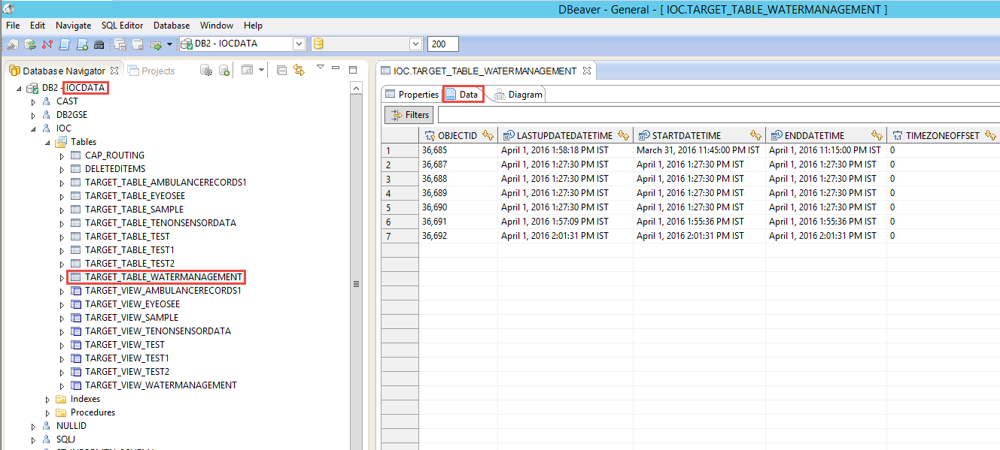 DBeaver - General - [ IOC.TARGET_TABLE_WATERMANAGEMENT ]
File Edit Navigate SQL Editor Database Window Help
DB2 - IOCDATA 200
Database Navigator Projects
DB2 - IOCDATA
CAST
DB2GSE
IOC
Tables
CAP_ROUTING
DELETEDITEMS
TARGET_TABLE_AMBULANCERECORDS1
TARGET_TABLE_EYEOSEE
TARGET_TABLE_SAMPLE
TARGET_TABLE_TENONSENSORDATA
TARGET_TABLE_TEST
TARGET_TABLE_TEST1
TARGET_TABLE_TEST2
TARGET_TABLE_WATERMANAGEMENT
TARGET_VIEW_AMBULANCERECORDS1
TARGET_VIEW_EYEOSEE
TARGET_VIEW_SAMPLE
TARGET_VIEW_TENONSENSORDATA
TARGET_VIEW_TEST
TARGET_VIEW_TEST1
TARGET_VIEW_TEST2
TARGET_VIEW_WATERMANAGEMENT
Indexes
Procedures
NULLID
SQLJ
IOC.TARGET_TABLE_WATERMANAGEMENT
Properties Data Diagram
Filters
OBJECTID LASTUPDATEDATETIME STARTDATETIME ENDDATETIME TIMEZONEOFFSET
1 36,685 April 1, 2016 1:58:18 PM IST March 31, 2016 11:45:00 PM IST April 1, 2016 11:15:00 PM IST 0
2 36,687 April 1, 2016 1:27:30 PM IST April 1, 2016 1:27:30 PM IST April 1, 2016 1:27:30 PM IST 0
3 36,688 April 1, 2016 1:27:30 PM IST April 1, 2016 1:27:30 PM IST April 1, 2016 1:27:30 PM IST 0
4 36,689 April 1, 2016 1:27:30 PM IST April 1, 2016 1:27:30 PM IST April 1, 2016 1:27:30 PM IST 0
5 36,690 April 1, 2016 1:27:30 PM IST April 1, 2016 1:27:30 PM IST April 1, 2016 1:27:30 PM IST 0
6 36,691 April 1, 2016 1:57:09 PM IST April 1, 2016 1:55:36 PM IST April 1, 2016 1:55:36 PM IST 0
7 36,692 April 1, 2016 2:01:31 PM IST April 1, 2016 2:01:31 PM IST April 1, 2016 2:01:31 PM IST 0